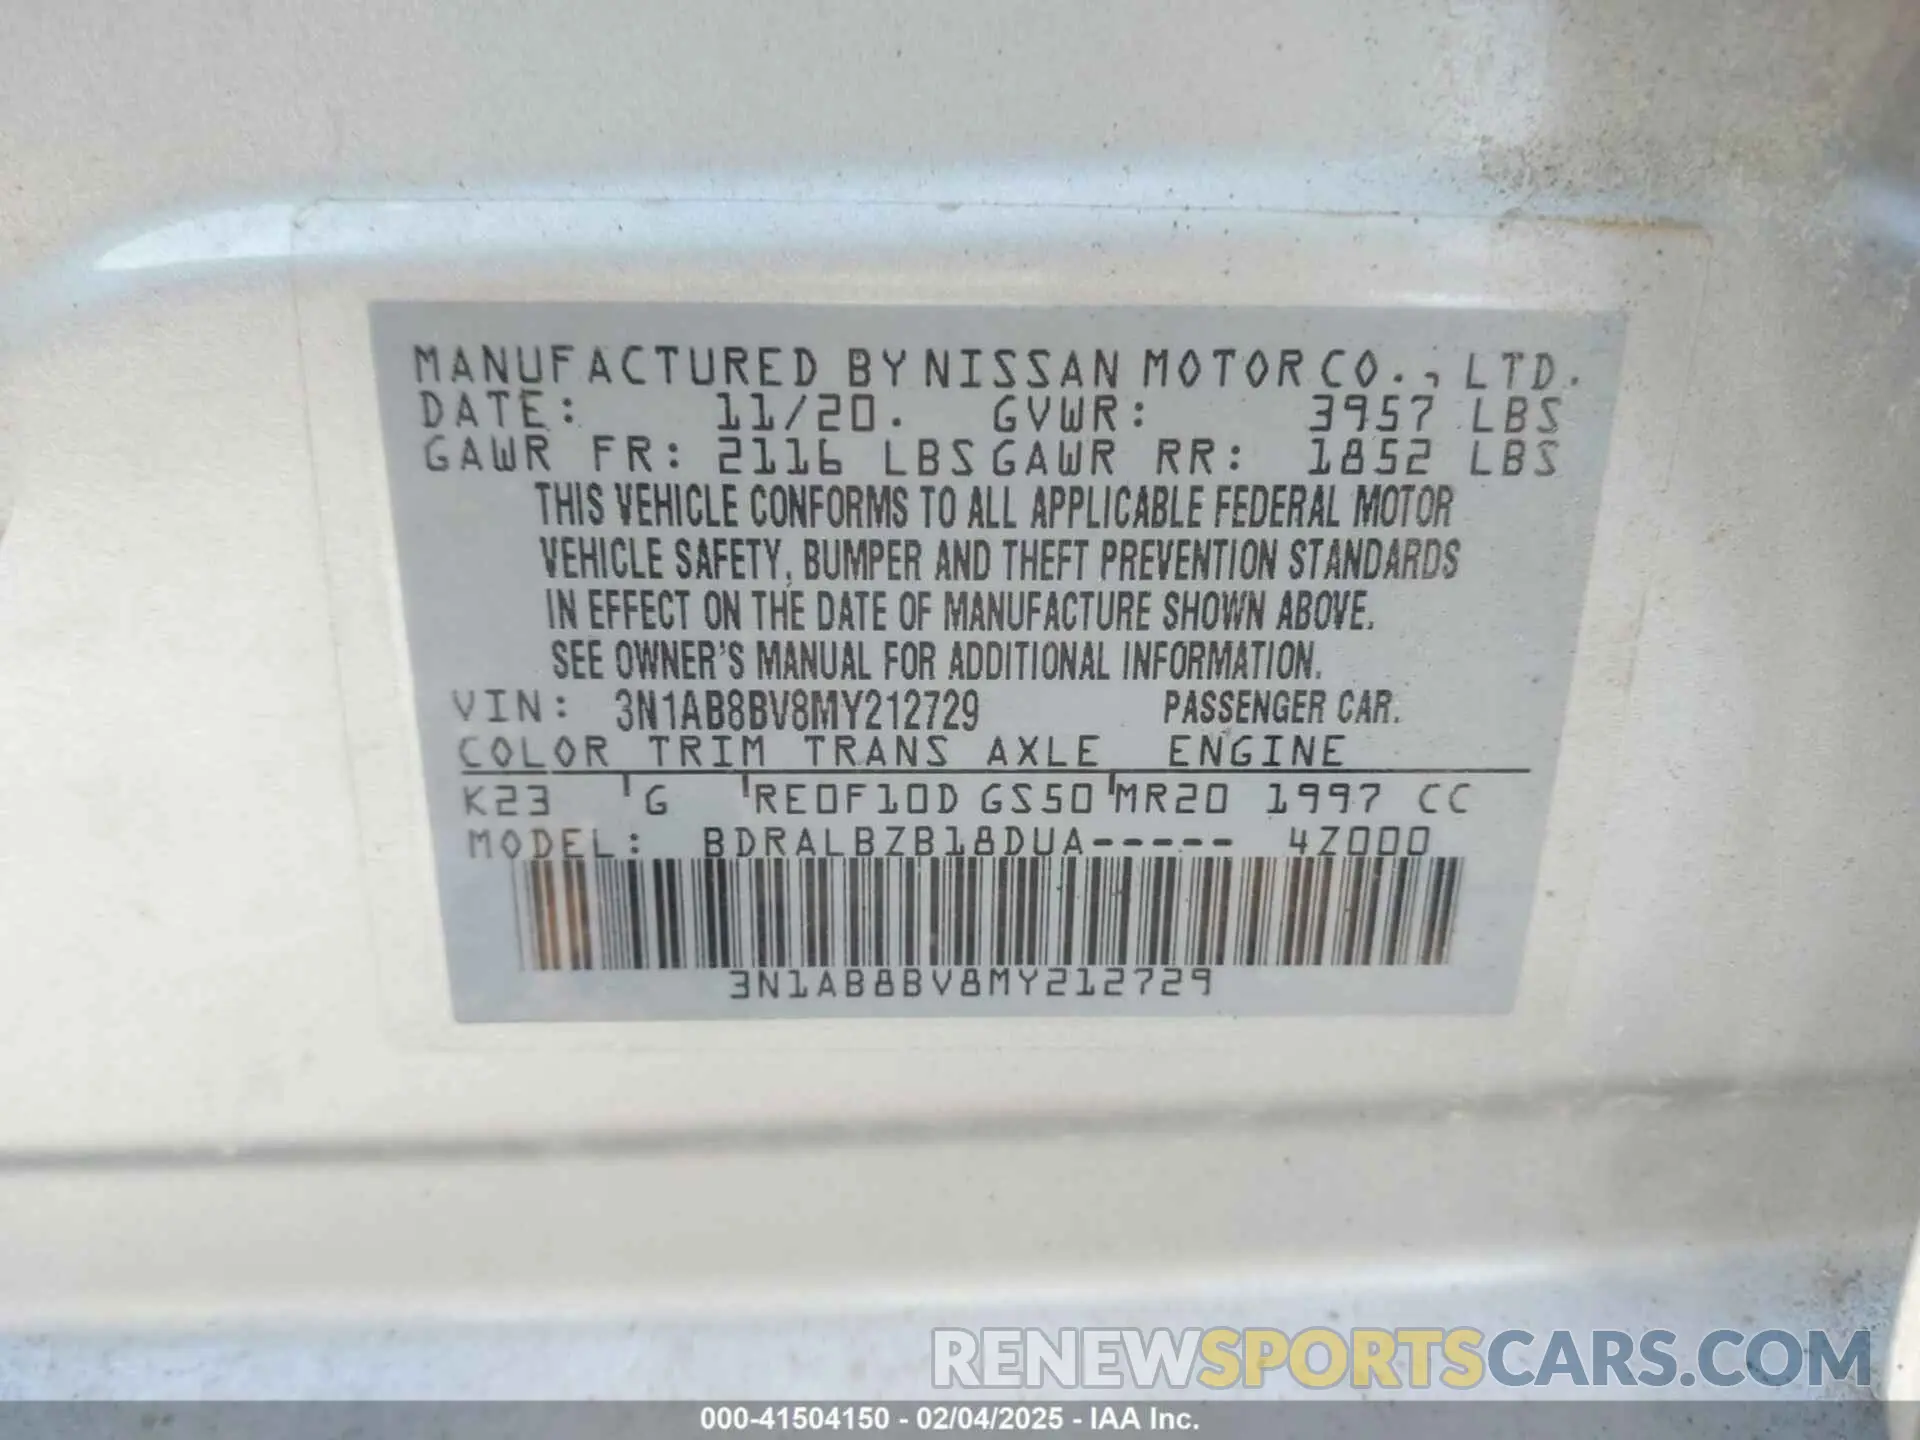 MANUFACTURED BY NISSAN MOTOR CO., LTD.
DATE: 11/20. GVWR: 3957 LBS
GAWR FR: 2116 LBS GAWR RR: 1852 LBS
THIS VEHICLE CONFORMS TO ALL APPLICABLE FEDERAL MOTOR
VEHICLE SAFETY, BUMPER AND THEFT PREVENTION STANDARDS
IN EFFECT ON THE DATE OF MANUFACTURE SHOWN ABOVE.
SEE OWNER'S MANUAL FOR ADDITIONAL INFORMATION.
VIN: 3N1AB8BV8MY212729 PASSENGER CAR.
COLOR TRIM TRANS AXLE ENGINE
K23 G RE0F10D GS50 MR20 1997 CC
MODEL: BDRALBZB18DUA----- 4Z000
3N1AB8BV8MY212729
RENEWSPORTSCARS.COM
000-41504150 - 02/04/2025 - IAA Inc.